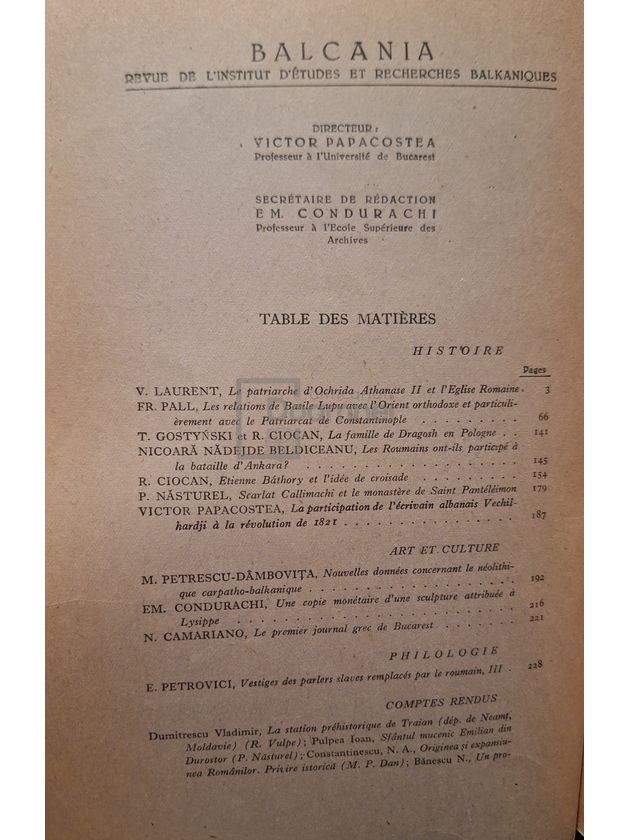 BALCANIA
REVUE DE L'INSTITUT D'ÉTUDES ET RECHERCHES BALKANIQUES
DIRECTEUR:
VICTOR PAPACOSTEA
Professeur à l'Université de Bucarest
SECRÉTAIRE DE RÉDACTION
EM. CONDURACHI
Professeur à l'Ecole Supérieure des
Archives
TABLE DES MATIÈRES
HISTOIRE
Pages
V. LAURENT, Le patriarche d'Ochrida Athanase II et l'Eglise Romaine . 3
FR. PALL, Les relations de Basile Lupu avec l'Orient orthodoxe et particuli-
èrement avec le Patriarcat de Constantinople . . . . . . . . 66
T. GOSTYŃSKI et R. CIOCAN, La famille de Dragosh en Pologne . . 141
NICOARĂ NĂDEJDE BELDICEANU, Les Roumains ont-ils participé à
la bataille d'Ankara? . . . . . . . . . . . . . . . . . . . . 145
R. CIOCAN, Etienne Báthory et l'idée de croisade . . . . . . . . 154
P. NĂSTUREL, Scarlat Callimachi et le monastère de Saint Pantéléimon 179
VICTOR PAPACOSTEA, La participation de l'écrivain albanais Vechil-
hardji à la révolution de 1821 . . . . . . . . . . . . . . . 187
ART ET CULTURE
M. PETRESCU-DÂMBOVIȚA, Nouvelles données concernant le néolithi-
que carpatho-balkanique . . . . . . . . . . . . . . . . . . 192
EM. CONDURACHI, Une copie monétaire d'une sculpture attribuée à
Lysippe . . . . . . . . . . . . . . . . . . . . . . . . . . 216
N. CAMARIANO, Le premier journal grec de Bucarest . . . . . . . 221
PHILOLOGIE
E. PETROVICI, Vestiges des parlers slaves remplacés par le roumain, III . 228
COMPTES RENDUS
Dumitrescu Vladimir, La station préhistorique de Traian (dép. de Neamț,
Moldavie) (R. Vulpe); Pulpea Ioan, Sfântul mucenic Emilian din
Durostor (P. Năsturel); Constantinescu, N. A., Originea și expansiu-
nea Românilor. Privire istorică (M. P. Dan); Bănescu N., Un pro-